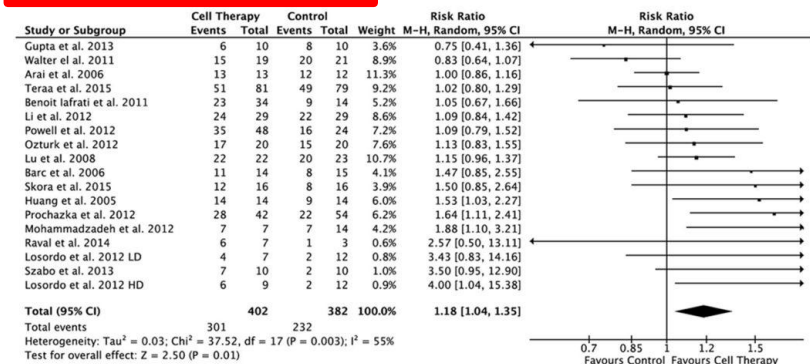 Cell Therapy Control Risk Ratio Risk Ratio
Study or Subgroup Events Total Events Total Weight M-H, Random, 95% CI M-H, Random, 95% CI
Gupta et al. 2013 6 10 8 10 3.6% 0.75 [0.41, 1.36]
Walter el al 2011 15 19 20 21 8.5% 0.83 [0.64, 1.07]
Arai et al. 2006 13 13 12 12 11.3% 1.00 [0.86, 1.16]
Teraa et al. 2015 51 81 49 79 8.9% 1.02 [0.80, 1.29]
Benoit Iafrati et al. 2011 23 34 9 14 4.9% 1.05 [0.67, 1.66]
Li et al. 2012 24 29 22 29 8.3% 1.09 [0.84, 1.42]
Powell et al. 2012 35 48 16 24 7.2% 1.09 [0.79, 1.52]
Ozturk et al. 2012 17 20 15 20 7.6% 1.13 [0.83, 1.55]
Lu et al. 2008 22 22 20 23 10.7% 1.15 [0.96, 1.37]
Barc et al. 2006 11 14 8 15 4.1% 1.47 [0.85, 2.55]
Skora et al. 2015 12 16 8 16 4.0% 1.50 [0.85, 2.64]
Huang et al. 2005 14 14 9 14 6.0% 1.53 [1.03, 2.27]
Prochazka et al. 2012 28 42 22 54 6.2% 1.64 [1.11, 2.41]
Mohammadzadeh et al. 2012 7 7 7 14 4.3% 1.88 [1.10, 3.21]
Raval et al. 2014 6 7 1 3 0.7% 2.57 [0.50, 13.11]
Losordo et al. 2012 LD 4 7 2 12 0.8% 3.43 [0.83, 14.16]
Szabo et al. 2013 7 10 2 10 0.9% 3.50 [0.95, 12.90]
Losordo et al. 2012 HD 6 9 2 12 0.9% 4.00 [1.04, 15.38]
Total (95% CI) 402 382 100.0% 1.18 [1.04, 1.35]
Total events 301 232
Heterogeneity: Tau² = 0.03; Chi² = 37.52, df = 17 (P = 0.003); I² = 55%
Test for overall effect: Z = 2.50 (P = 0.01)
0.7 0.85 1 1.2 1.5
Favours Control Favours Cell Therapy